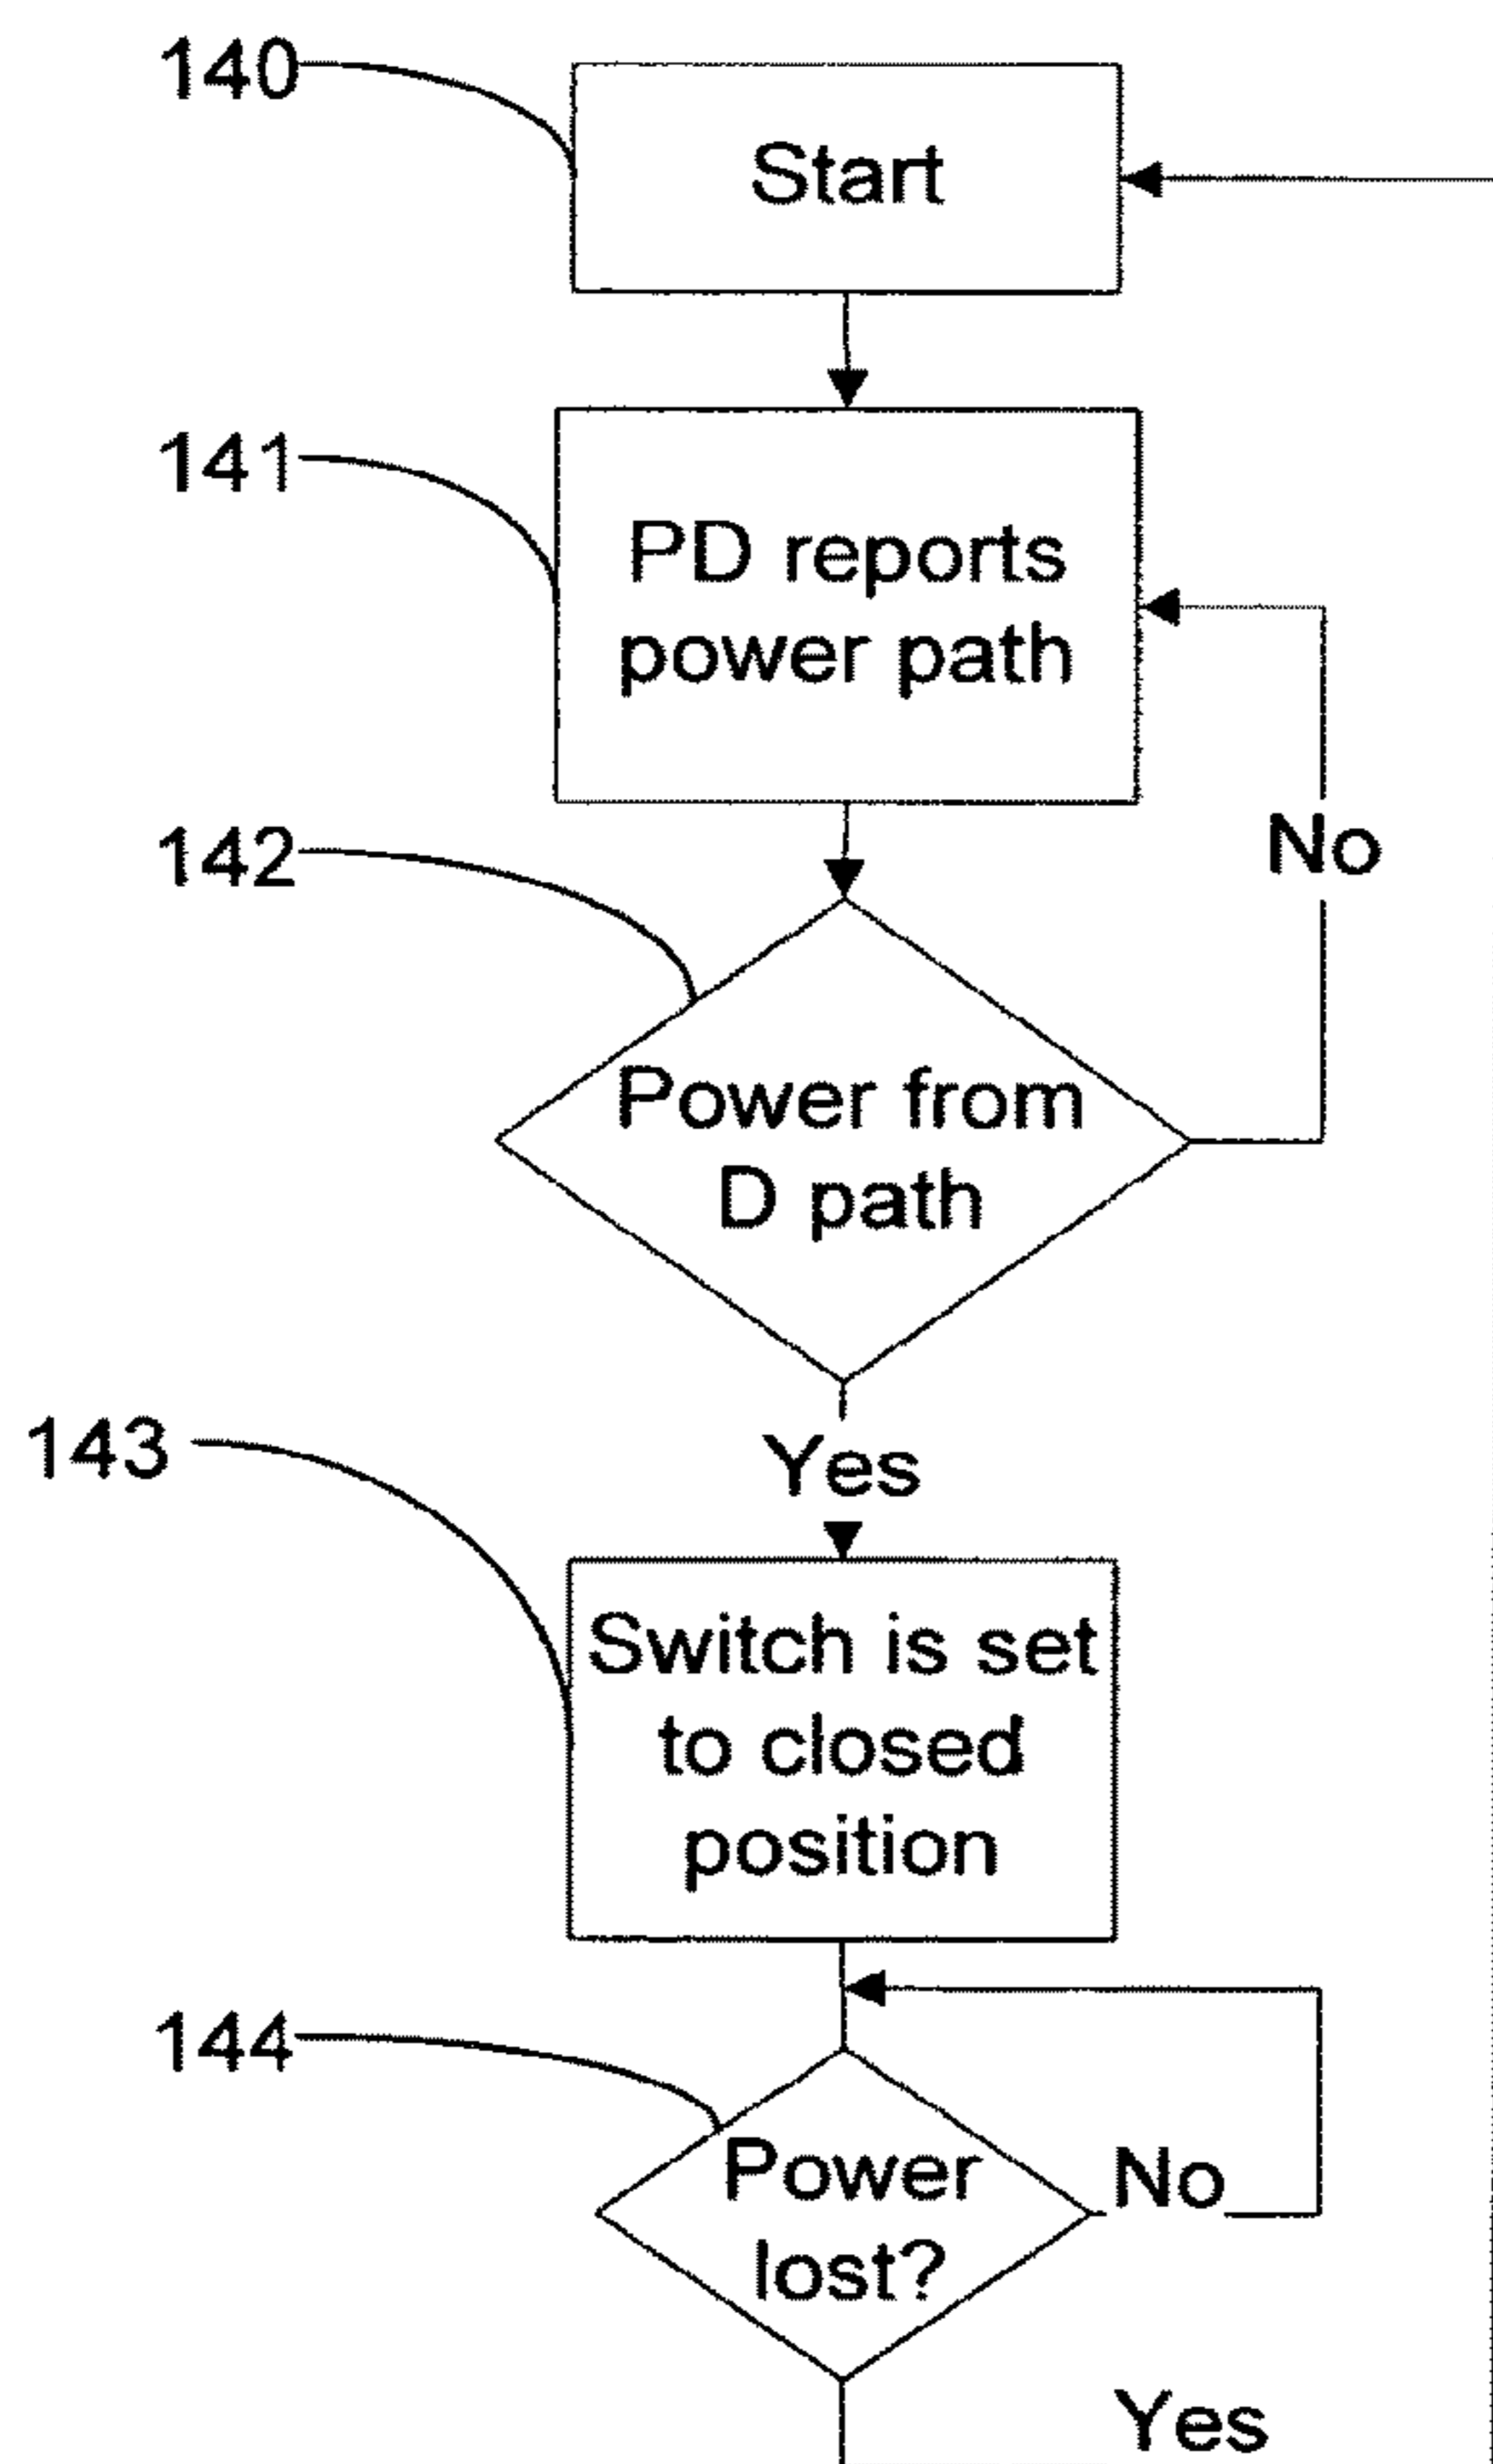 140
Start
141
PD reports
power path
No
142
Power from
D path
Yes
143
Switch is set
to closed
position
144
Power
lost?
No
Yes